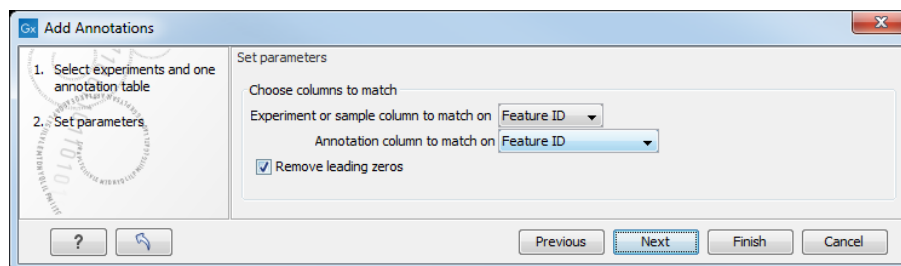 Gx Add Annotations
X
1. Select experiments and one
annotation table
2. Set parameters
Set parameters
Choose columns to match
Experiment or sample column to match on Feature ID
Annotation column to match on Feature ID
Remove leading zeros
?
Previous Next Finish Cancel